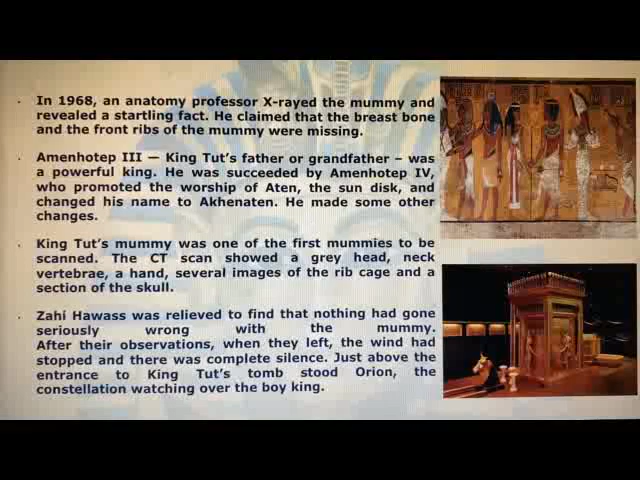 In 1968, an anatomy professor X-rayed the mummy and
revealed a startling fact. He claimed that the breast bone
and the front ribs of the mummy were missing.
Amenhotep III — King Tut's father or grandfather – was
a powerful king. He was succeeded by Amenhotep IV,
who promoted the worship of Aten, the sun disk, and
changed his name to Akhenaten. He made some other
changes.
King Tut's mummy was one of the first mummies to be
scanned. The CT scan showed a grey head, neck
vertebrae, a hand, several images of the rib cage and a
section of the skull.
Zahi Hawass was relieved to find that nothing had gone
seriously wrong with the mummy.
After their observations, when they left, the wind had
stopped and there was complete silence. Just above the
entrance to King Tut's tomb stood Orion, the
constellation watching over the boy king.